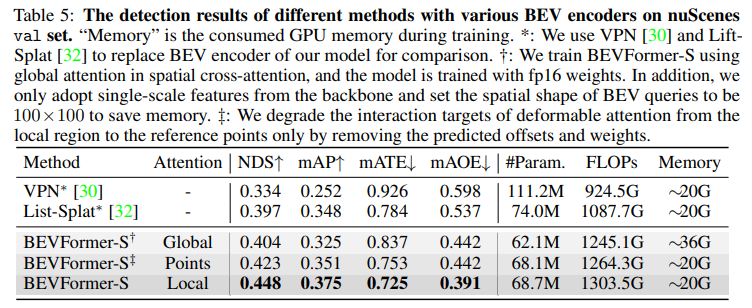 Table 5: The detection results of different methods with various BEV encoders on nuScenes
val set. “Memory” is the consumed GPU memory during training. *: We use VPN [30] and Lift-
Splat [32] to replace BEV encoder of our model for comparison. †: We train BEVFormer-S using
global attention in spatial cross-attention, and the model is trained with fp16 weights. In addition, we
only adopt single-scale features from the backbone and set the spatial shape of BEV queries to be
100×100 to save memory. ‡: We degrade the interaction targets of deformable attention from the
local region to the reference points only by removing the predicted offsets and weights.
Method Attention NDS↑ mAP↑ mATE↓ mAOE↓ #Param. FLOPs Memory
VPN* [30] - 0.334 0.252 0.926 0.598 111.2M 924.5G ~20G
List-Splat* [32] - 0.397 0.348 0.784 0.537 74.0M 1087.7G ~20G
BEVFormer-S† Global 0.404 0.325 0.837 0.442 62.1M 1245.1G ~36G
BEVFormer-S‡ Points 0.423 0.351 0.753 0.442 68.1M 1264.3G ~20G
BEVFormer-S Local 0.448 0.375 0.725 0.391 68.7M 1303.5G ~20G